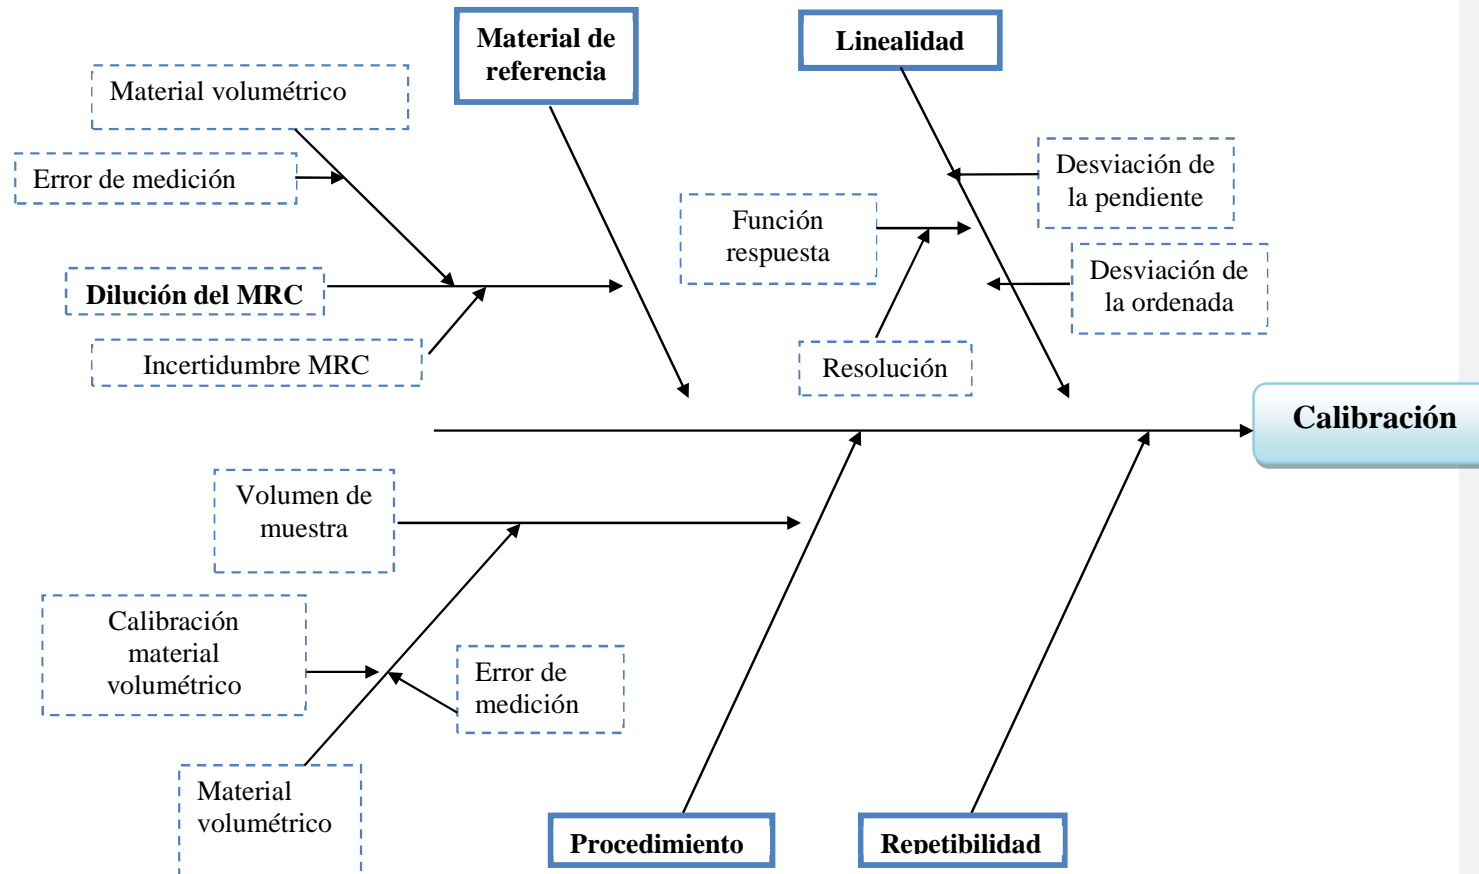 Material de
referencia
Linealidad
Material volumétrico
Error de medición
Desviación de
la pendiente
Función
respuesta
Dilución del MRC
Desviación de
la ordenada
Incertidumbre MRC
Resolución
Calibración
Volumen de
muestra
Calibración
material
volumétrico
Error de
medición
Material
volumétrico
Procedimiento
Repetibilidad